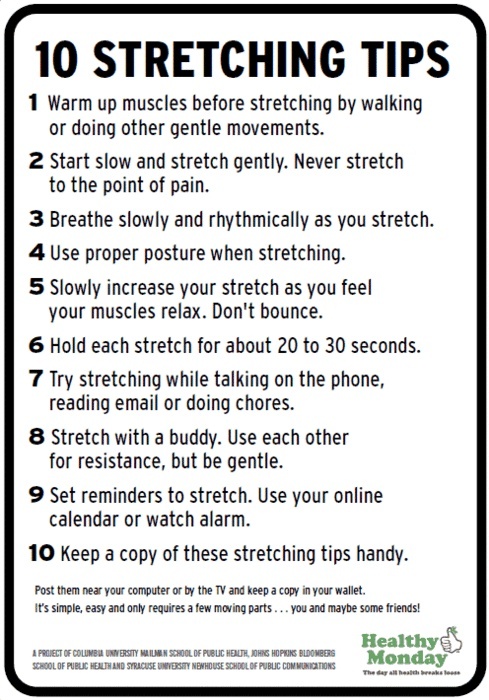 10 STRETCHING TIPS
1 Warm up muscles before stretching by walking
or doing other gentle movements.
2 Start slow and stretch gently. Never stretch
to the point of pain.
3 Breathe slowly and rhythmically as you stretch.
4 Use proper posture when stretching.
5 Slowly increase your stretch as you feel
your muscles relax. Don't bounce.
6 Hold each stretch for about 20 to 30 seconds.
7 Try stretching while talking on the phone,
reading email or doing chores.
8 Stretch with a buddy. Use each other
for resistance, but be gentle.
9 Set reminders to stretch. Use your online
calendar or watch alarm.
10 Keep a copy of these stretching tips handy.
Post them near your computer or by the TV and keep a copy in your wallet.
It's simple, easy and only requires a few moving parts . . . you and maybe some friends!
A PROJECT OF COLUMBIA UNIVERSITY MAILMAN SCHOOL OF PUBLIC HEALTH, JOHNS HOPKINS BLOOMBERG
SCHOOL OF PUBLIC HEALTH AND SYRACUSE UNIVERSITY NEWHOUSE SCHOOL OF PUBLIC COMMUNICATIONS
Healthy
Monday
The day all health breaks loose